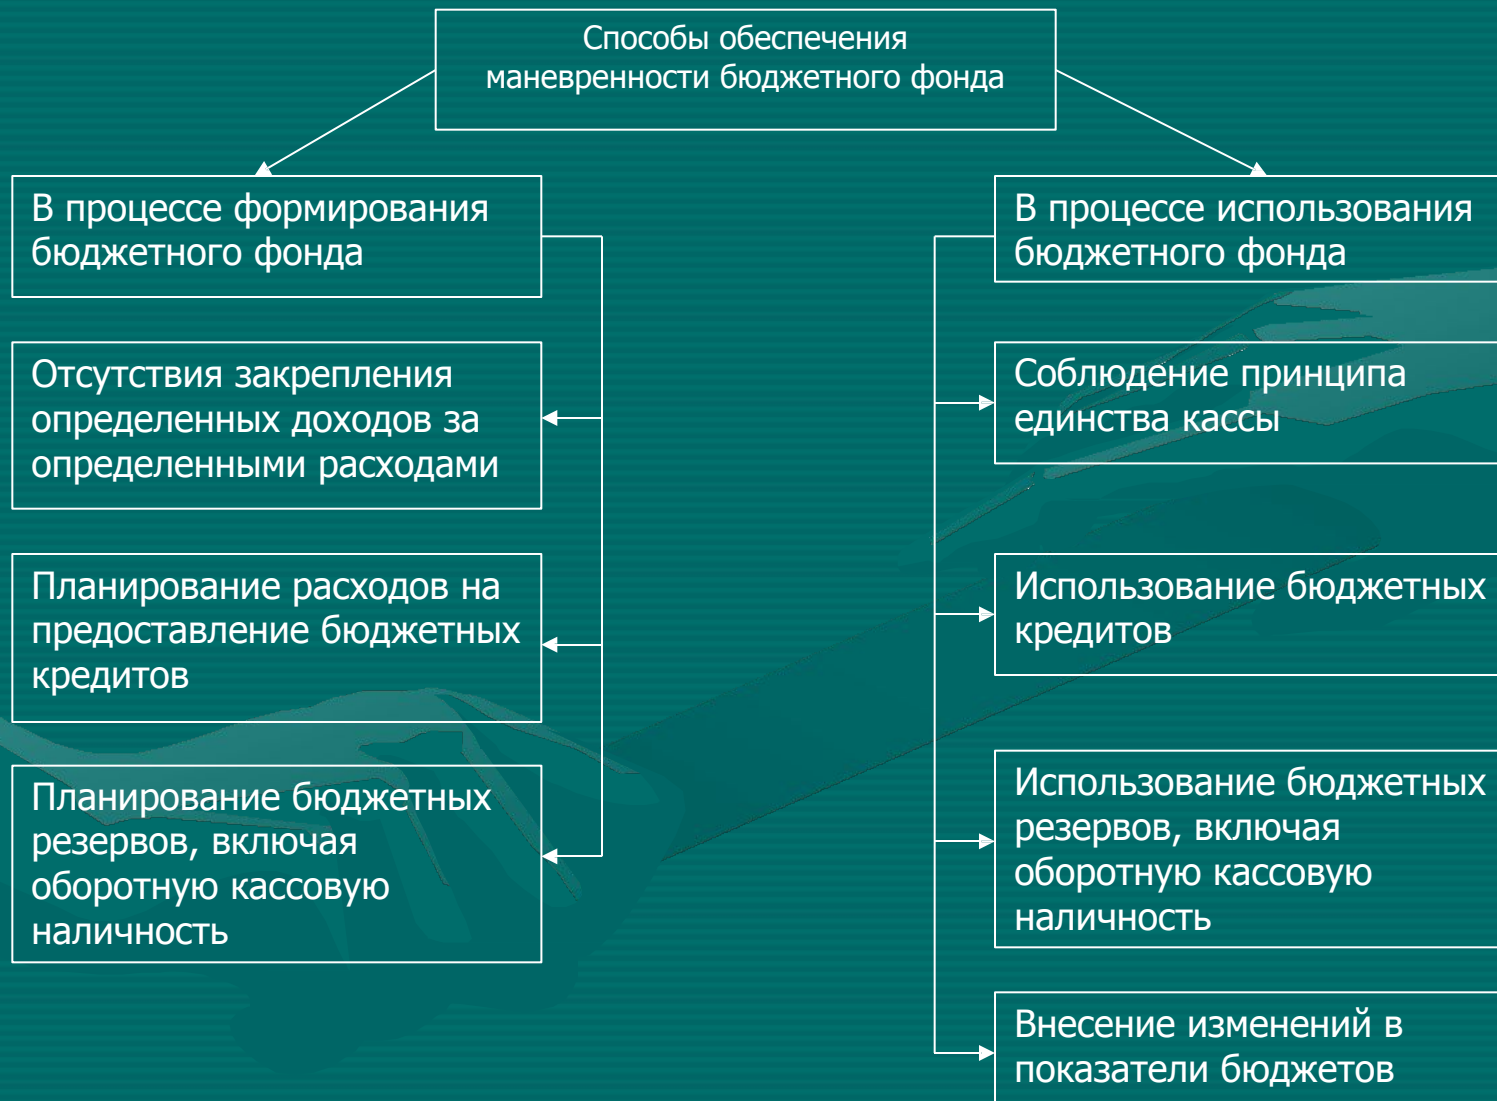 Способы обеспечения
маневренности бюджетного фонда
В процессе формирования
бюджетного фонда
Отсутствия закрепления
определенных доходов за
определенными расходами
Планирование расходов на
предоставление бюджетных
кредитов
Планирование бюджетных
резервов, включая
оборотную кассовую
наличность
В процессе использования
бюджетного фонда
Соблюдение принципа
единства кассы
Использование бюджетных
кредитов
Использование бюджетных
резервов, включая
оборотную кассовую
наличность
Внесение изменений в
показатели бюджетов